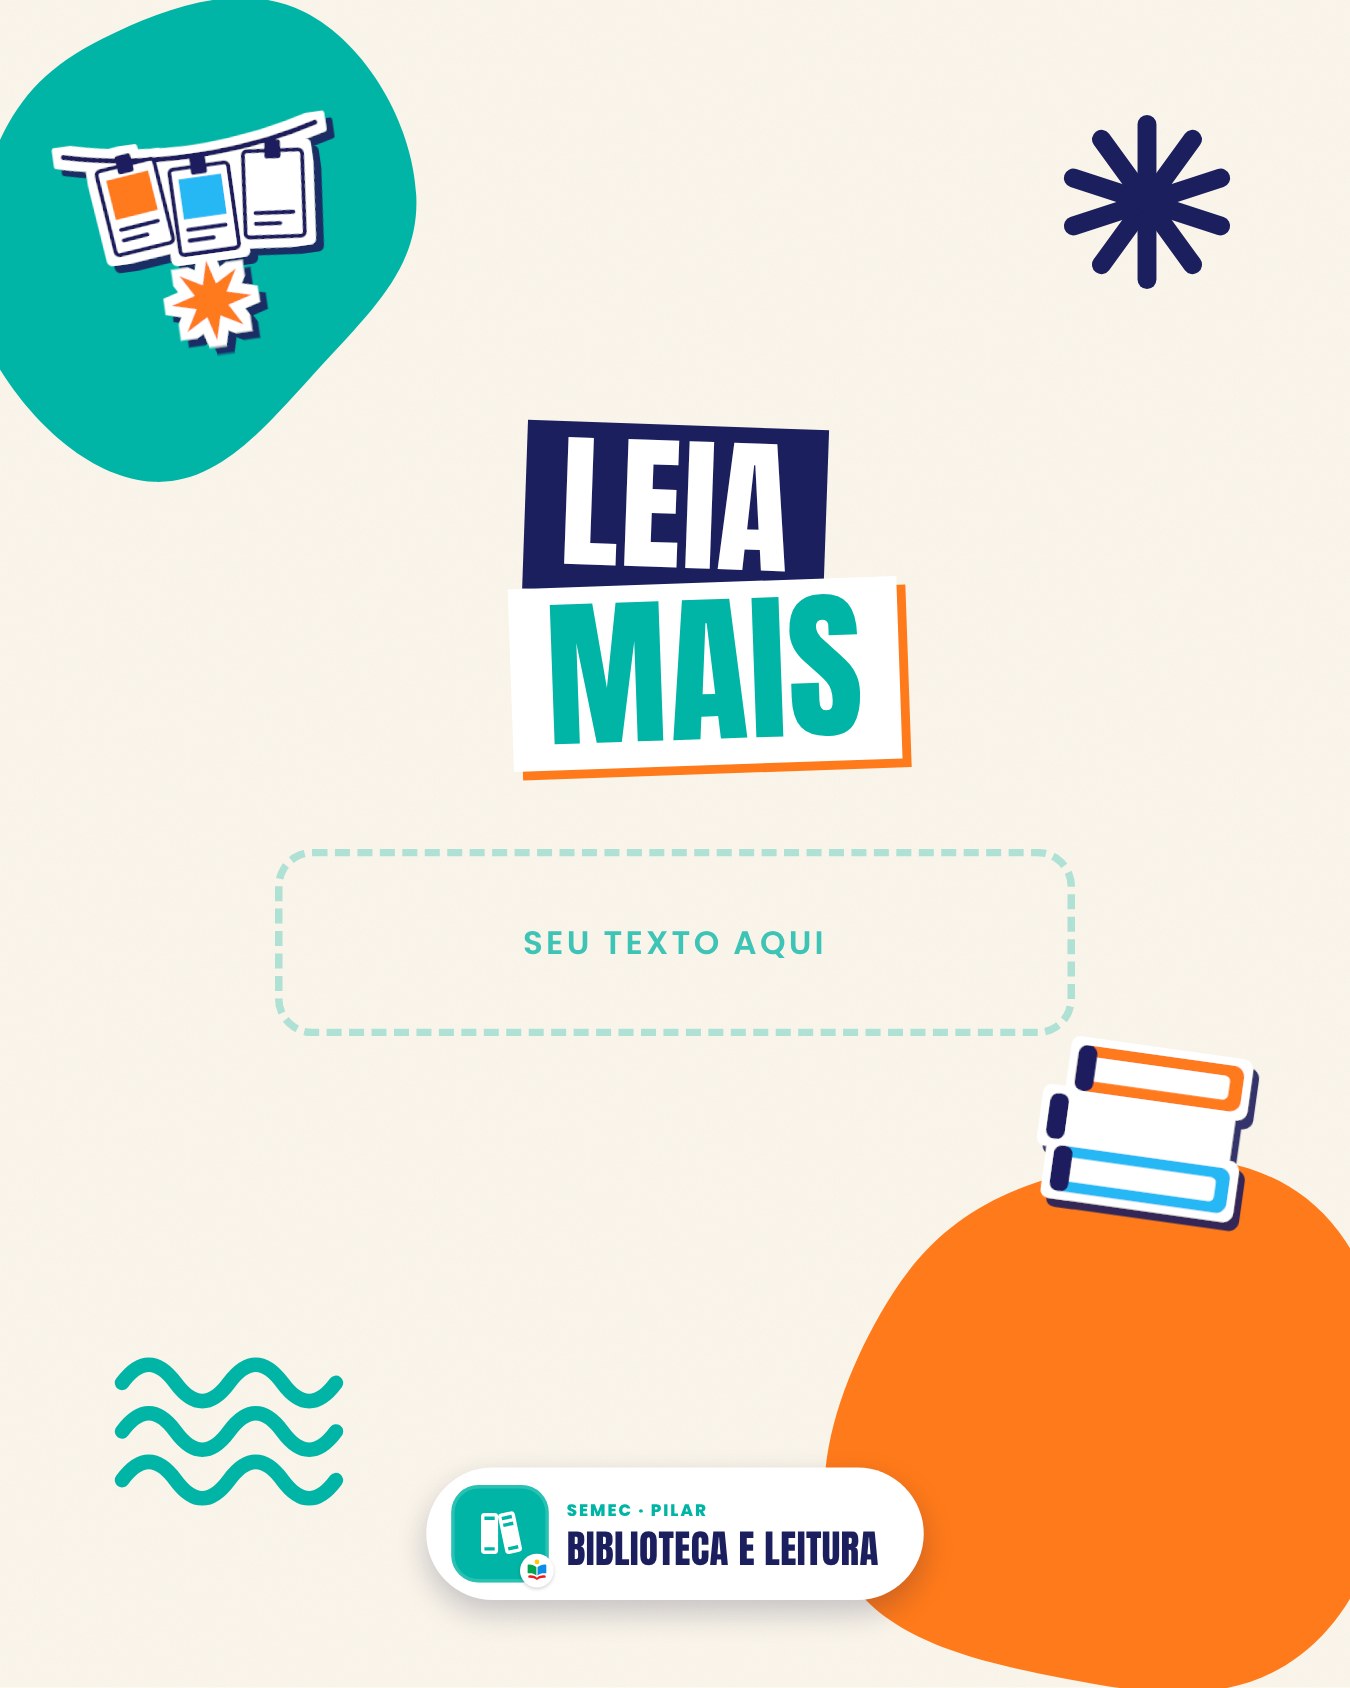 LEIA
MAIS
SEU TEXTO AQUI
SEMEC · PILAR
BIBLIOTECA E LEITURA